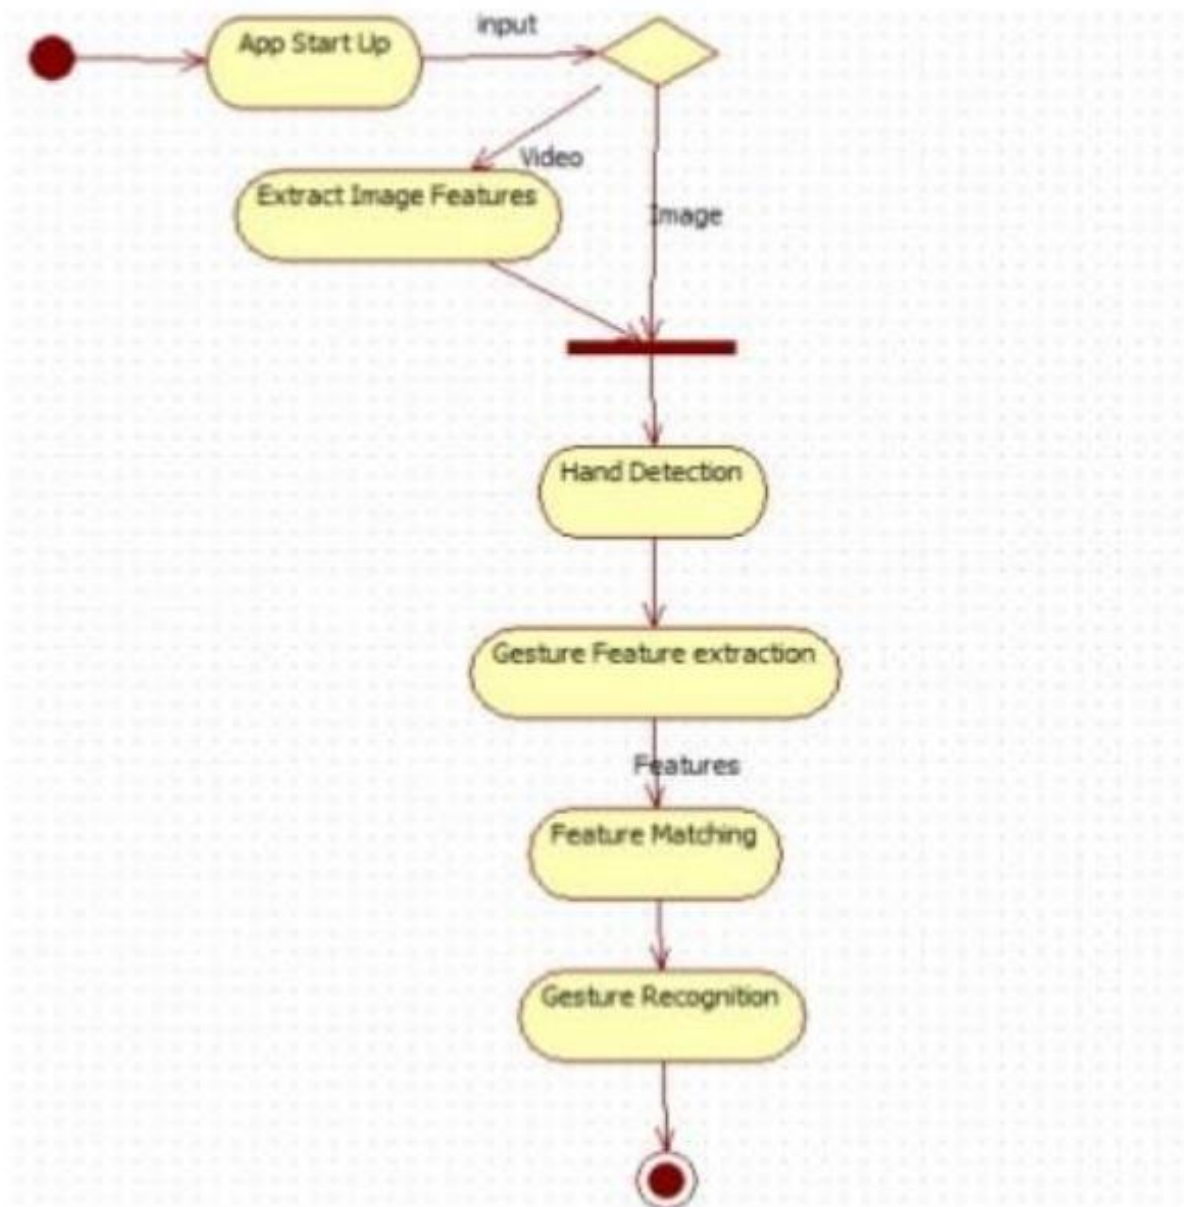 input
App Start Up
Video
Extract Image Features
Image
Hand Detection
Gesture Feature extraction
Features
Feature Matching
Gesture Recognition